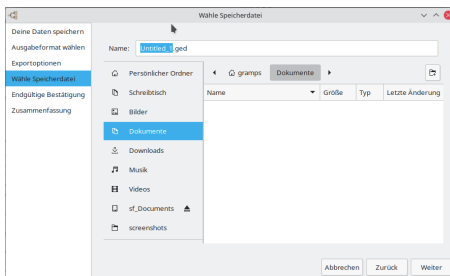 Wähle Speicherdatei
Deine Daten speichern
Ausgabeformat wählen
Exportoptionen
Wähle Speicherdatei
Endgültige Bestätigung
Zusammenfassung
Name: Untitled_1.ged
Persönlicher Ordner
Schreibtisch
Bilder
Dokumente
Downloads
Musik
Videos
sf_Documents
screenshots
gramps Dokumente
Name Größe Typ Letzte Änderung
Abbrechen Zurück Weiter